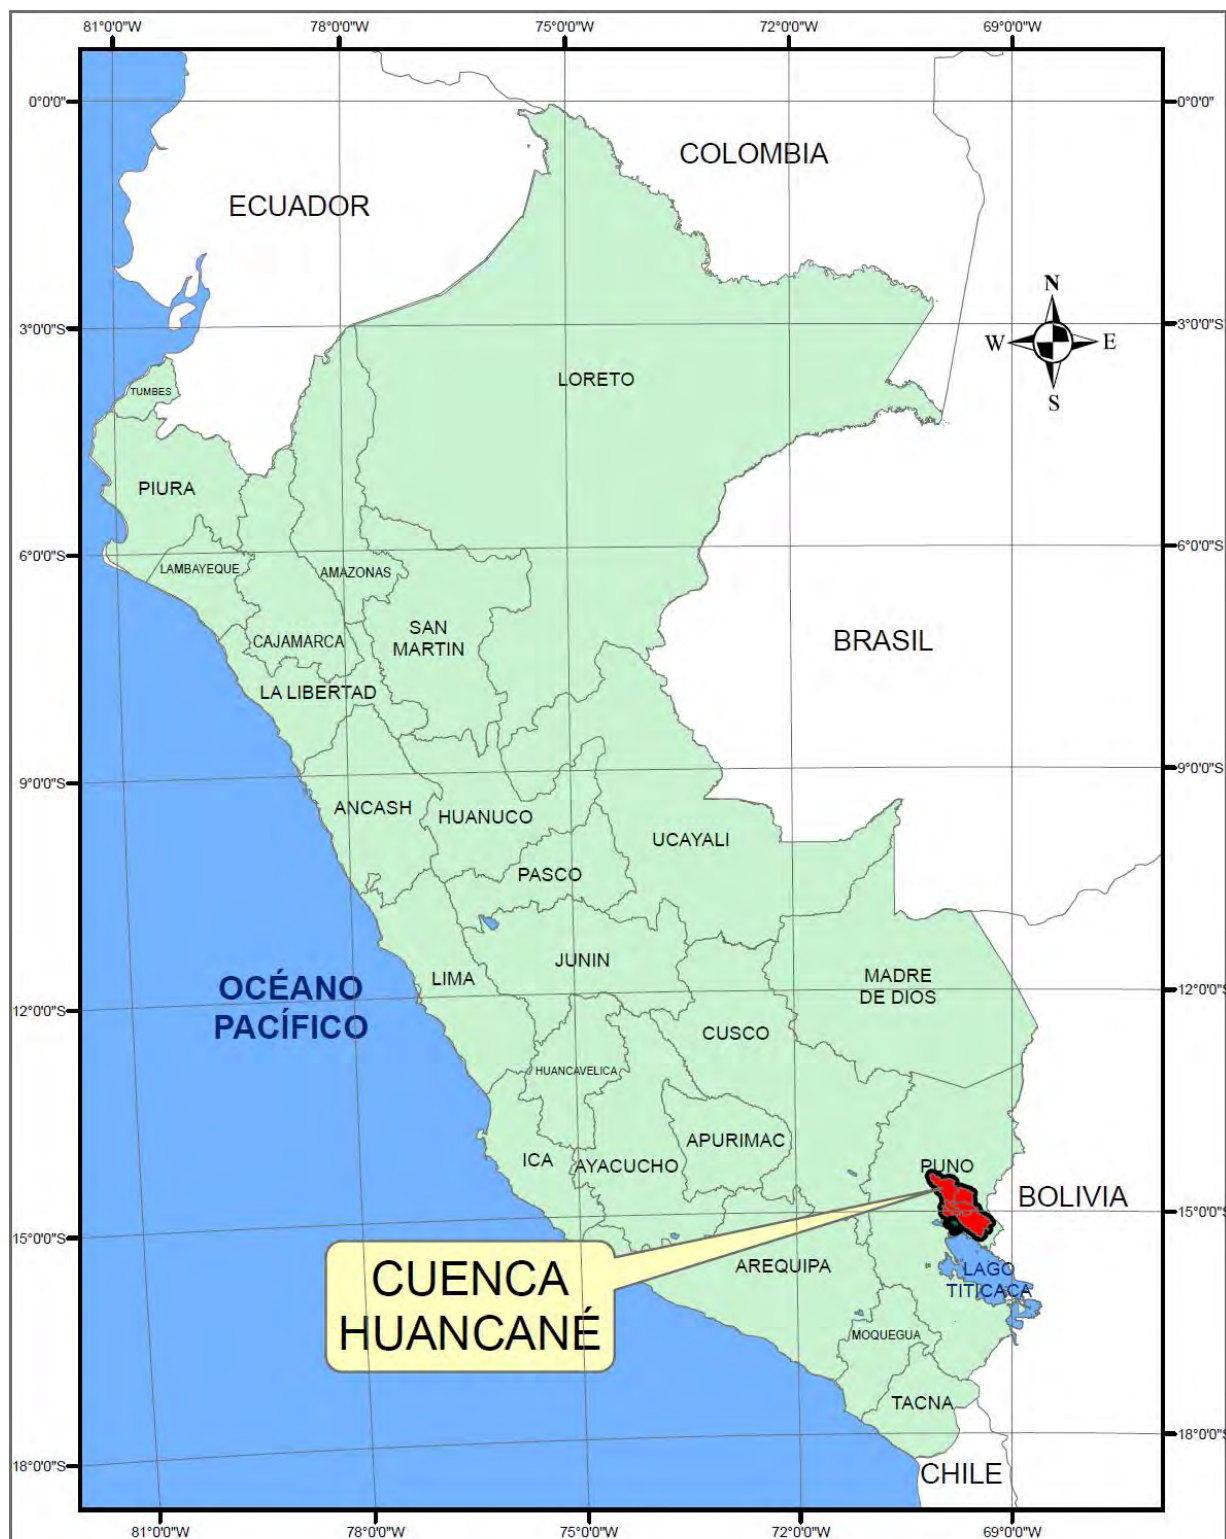 81°0'0"W 78°0'0"W 75°0'0"W 72°0'0"W 69°0'0"W
0°0'0" 0°0'0"
COLOMBIA
ECUADOR
N
W E
S
3°0'0"S 3°0'0"S
LORETO
TUMBES
PIURA
6°0'0"S 6°0'0"S
LAMBAYEQUE
AMAZONAS
SAN
MARTIN
CAJAMARCA
BRASIL
LA LIBERTAD
9°0'0"S 9°0'0"S
ANCASH
HUANUCO
UCAYALI
PASCO
JUNIN
LIMA
MADRE
DE DIOS
OCÉANO
PACÍFICO
12°0'0"S 12°0'0"S
CUSCO
HUANCAVELICA
APURIMAC
ICA
AYACUCHO
PUNO
BOLIVIA
15°0'0"S 15°0'0"S
CUENCA
HUANCANÉ
AREQUIPA
LAGO
TITICACA
MOQUEGUA
TACNA
18°0'0"S 18°0'0"S
CHILE
81°0'0"W 78°0'0"W 75°0'0"W 72°0'0"W 69°0'0"W